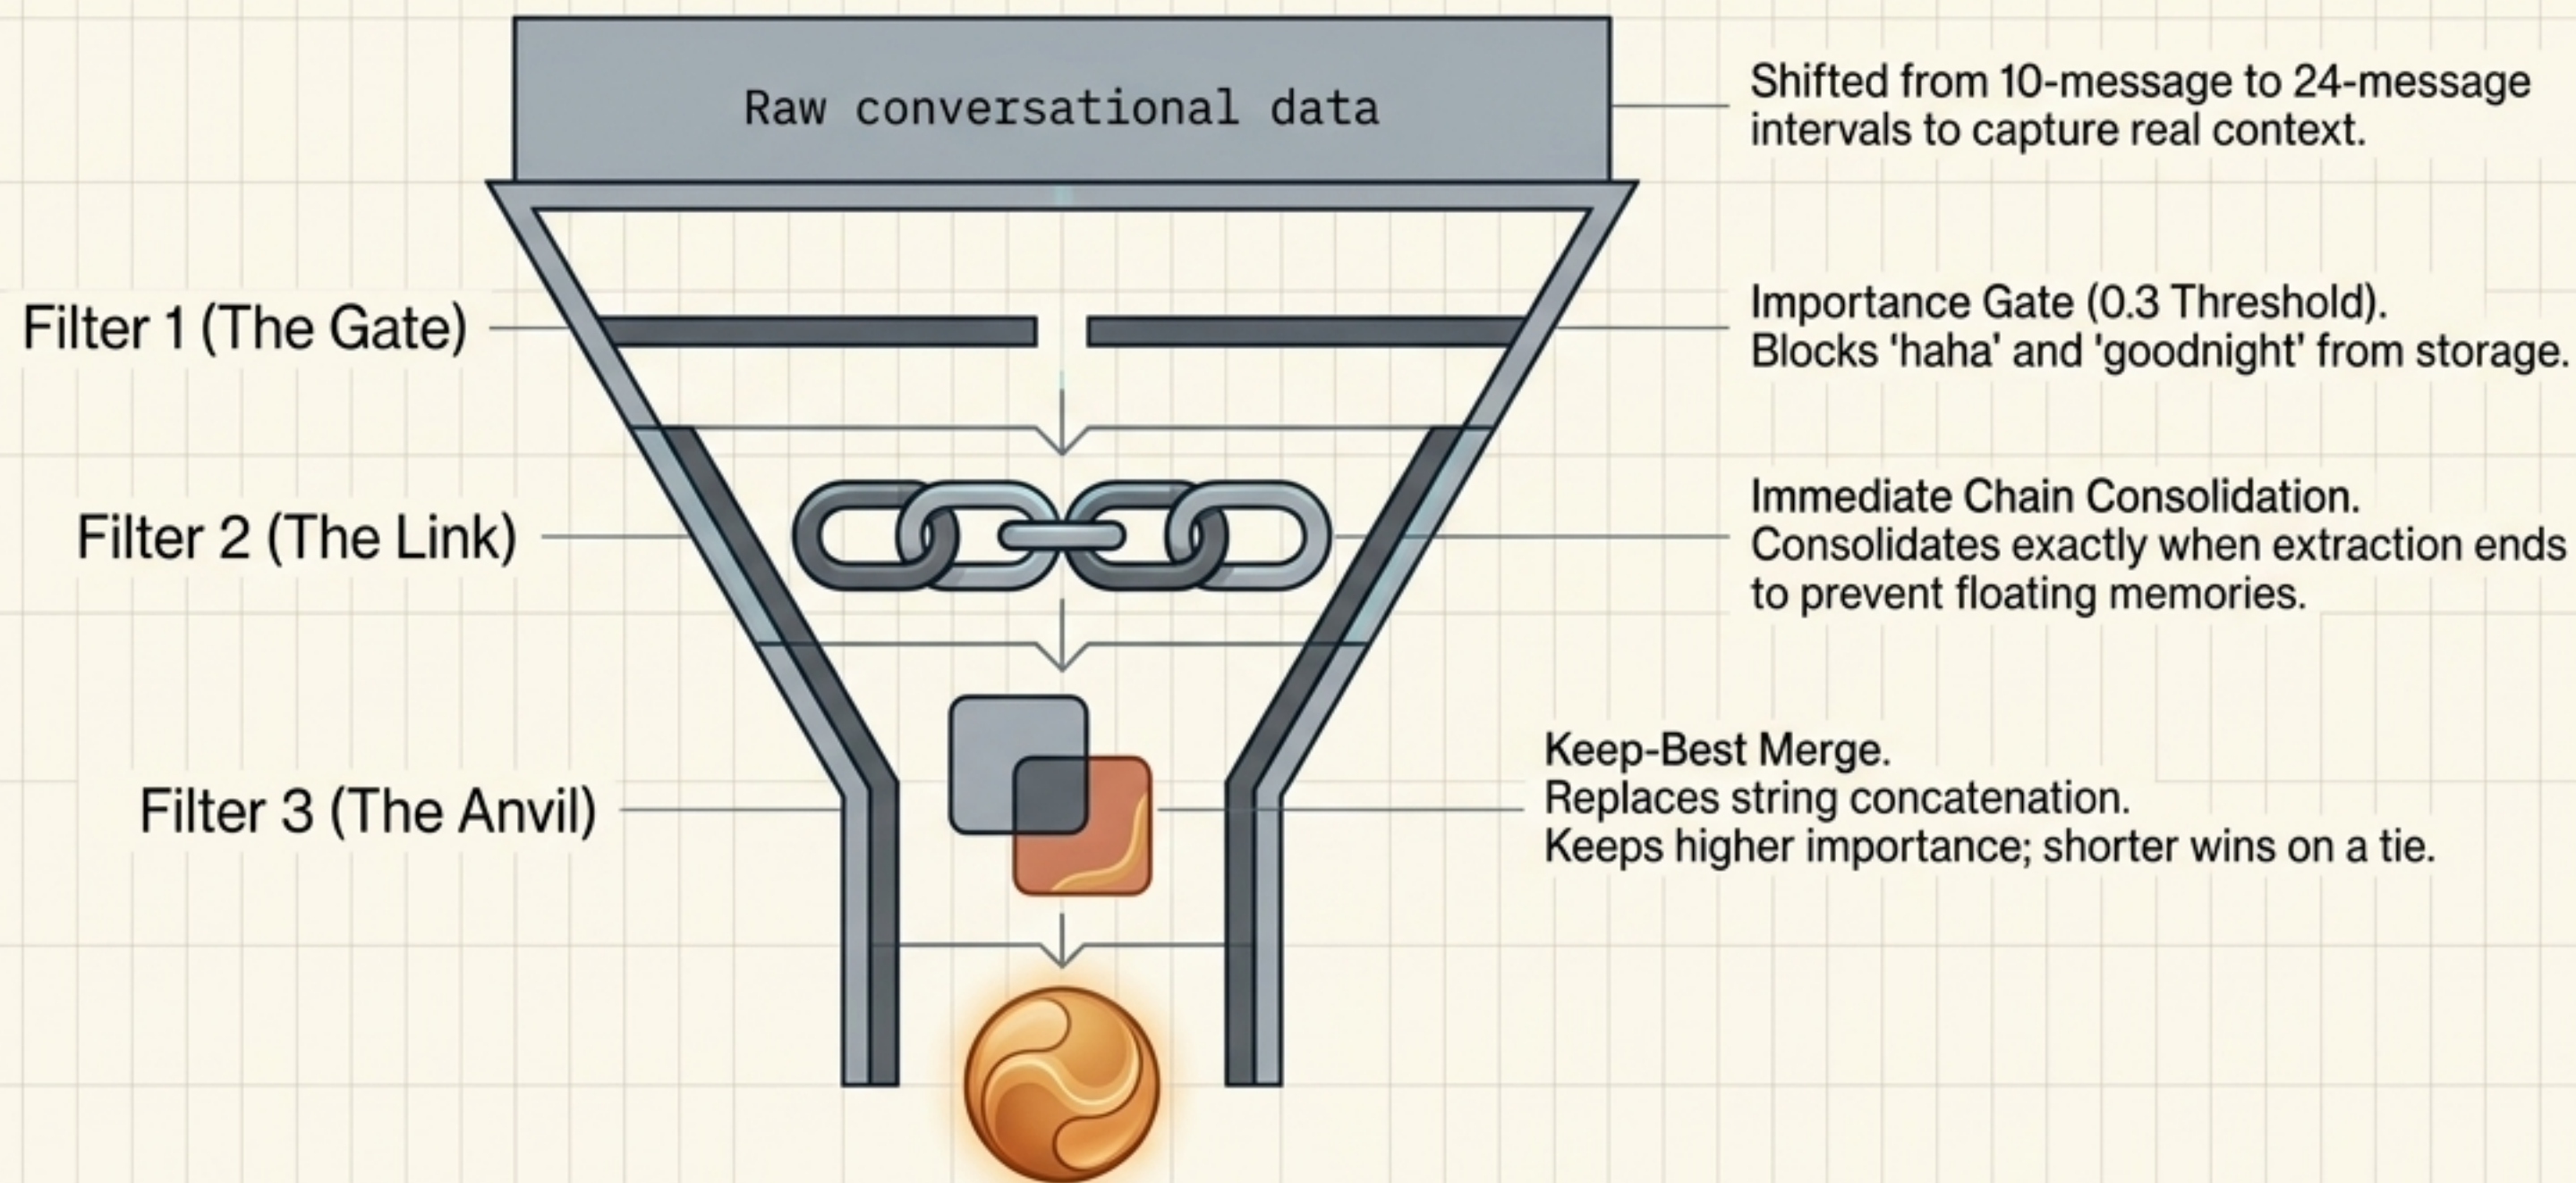 Raw conversational data
Shifted from 10-message to 24-message
intervals to capture real context.
Filter 1 (The Gate)
Importance Gate (0.3 Threshold).
Blocks ‘haha’ and 'goodnight' from storage.
Filter 2 (The Link)
Immediate Chain Consolidation.
Consolidates exactly when extraction ends
to prevent floating memories.
Filter 3 (The Anvil)
Keep-Best Merge.
Replaces string concatenation.
Keeps higher importance; shorter wins on a tie.